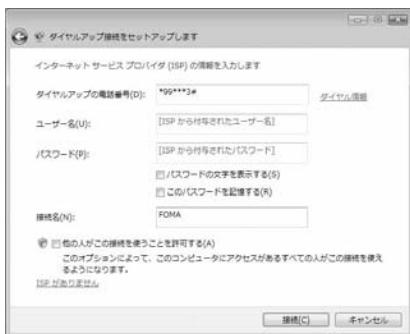 ダイヤルアップ接続をセットアップします
インターネット サービス プロバイダ (ISP) の情報を入力します
ダイヤルアップの電話番号(D): *99***3# ダイヤル情報
ユーザー名(U): [ISP から付与されたユーザー名]
パスワード(P): [ISP から付与されたパスワード]
パスワードの文字を表示する(S)
このパスワードを記憶する(R)
接続名(N): FOMA
他の人がこの接続を使うことを許可する(A)
このオプションによって、このコンピュータにアクセスがあるすべての人がこの接続を使え
るようになります。
ISP がありません
接続(C) キャンセル